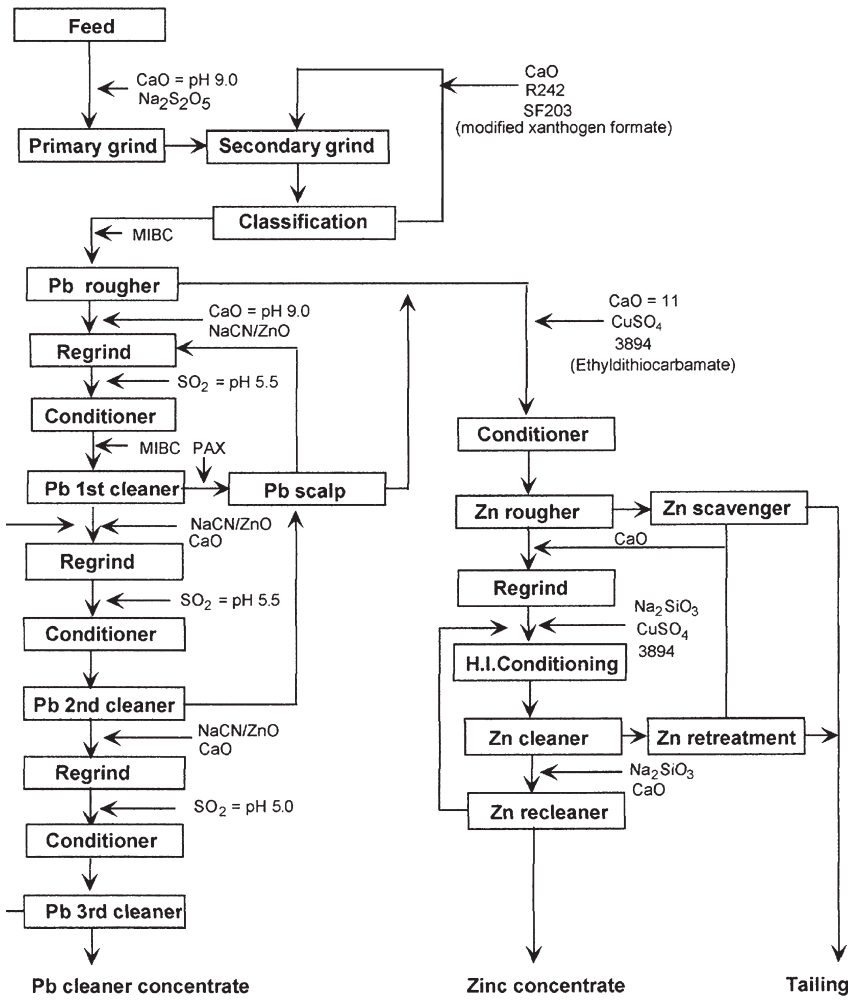 Feed
CaO = pH 9.0
Na₂S₂O₅
CaO
R242
SF203
(modified xanthogen formate)
Primary grind
Secondary grind
Classification
MIBC
Pb rougher
CaO = pH 9.0
NaCN/ZnO
Regrind
SO₂ = pH 5.5
Conditioner
MIBC PAX
Pb 1st cleaner
Pb scalp
NaCN/ZnO
CaO
Regrind
SO₂ = pH 5.5
Conditioner
Pb 2nd cleaner
NaCN/ZnO
CaO
Regrind
SO₂ = pH 5.0
Conditioner
Pb 3rd cleaner
Pb cleaner concentrate
CaO = 11
CuSO₄
3894
(Ethyldithiocarbamate)
Conditioner
Zn rougher
Zn scavenger
CaO
Regrind
Na₂SiO₃
CuSO₄
3894
H.I.Conditioning
Zn cleaner
Zn retreatment
Na₂SiO₃
CaO
Zn recleaner
Zinc concentrate
Tailing